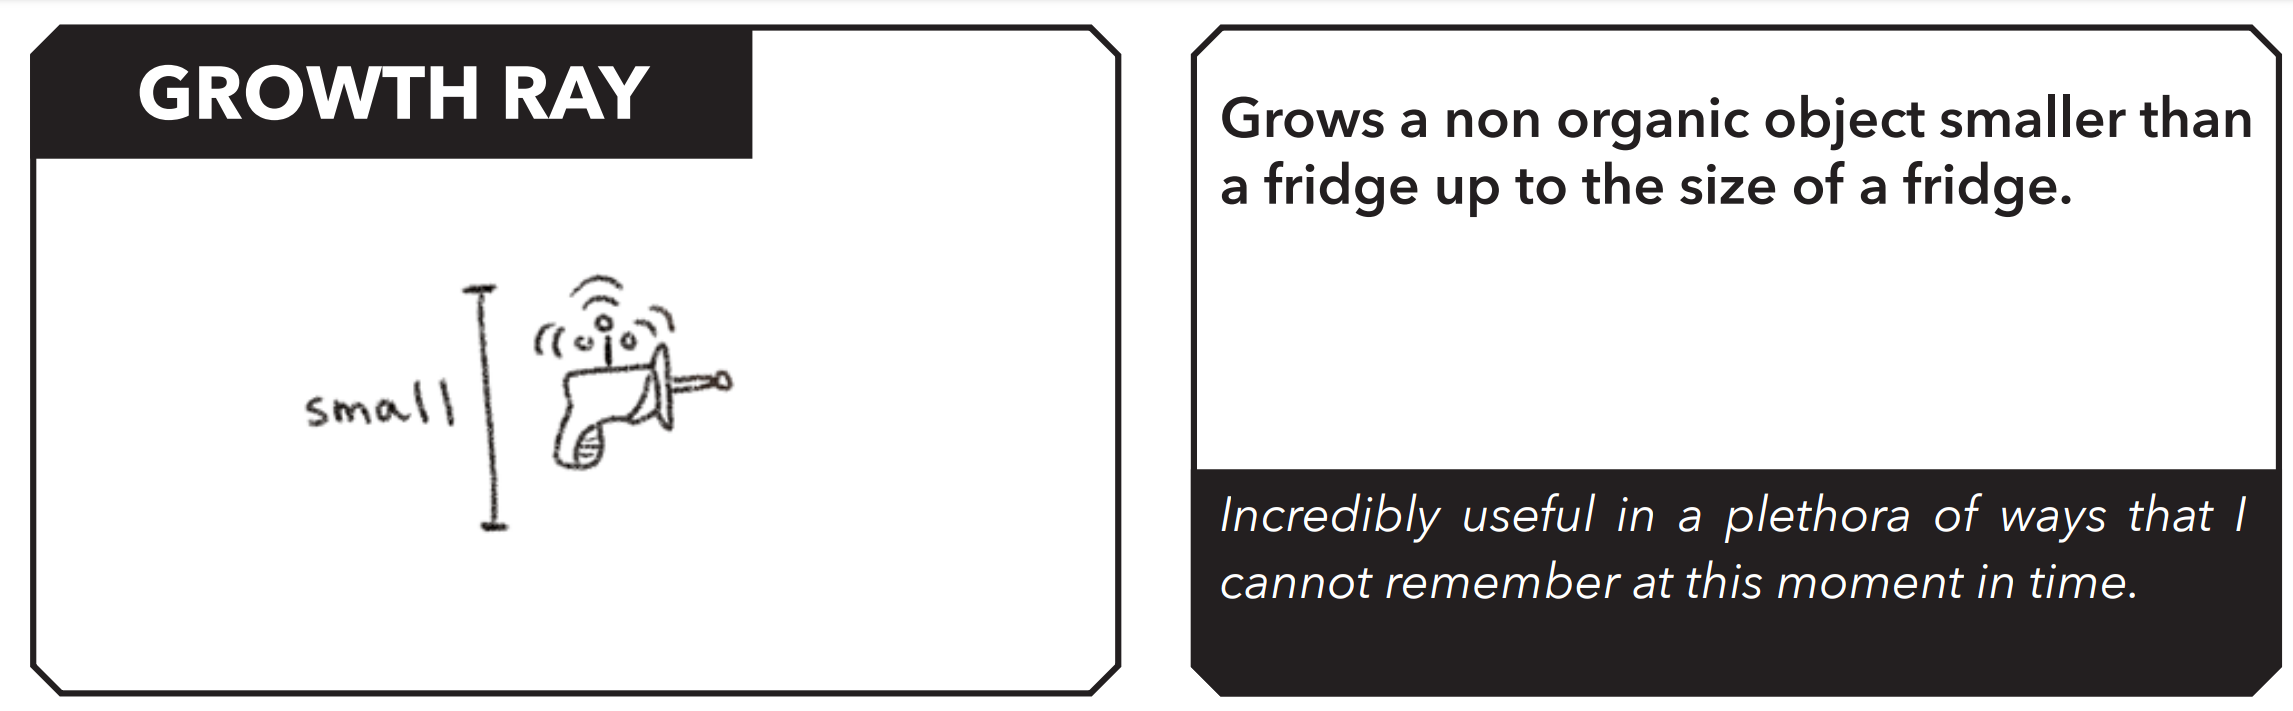 GROWTH RAY
small
Grows a non organic object smaller than
a fridge up to the size of a fridge.
Incredibly useful in a plethora of ways that I
cannot remember at this moment in time.